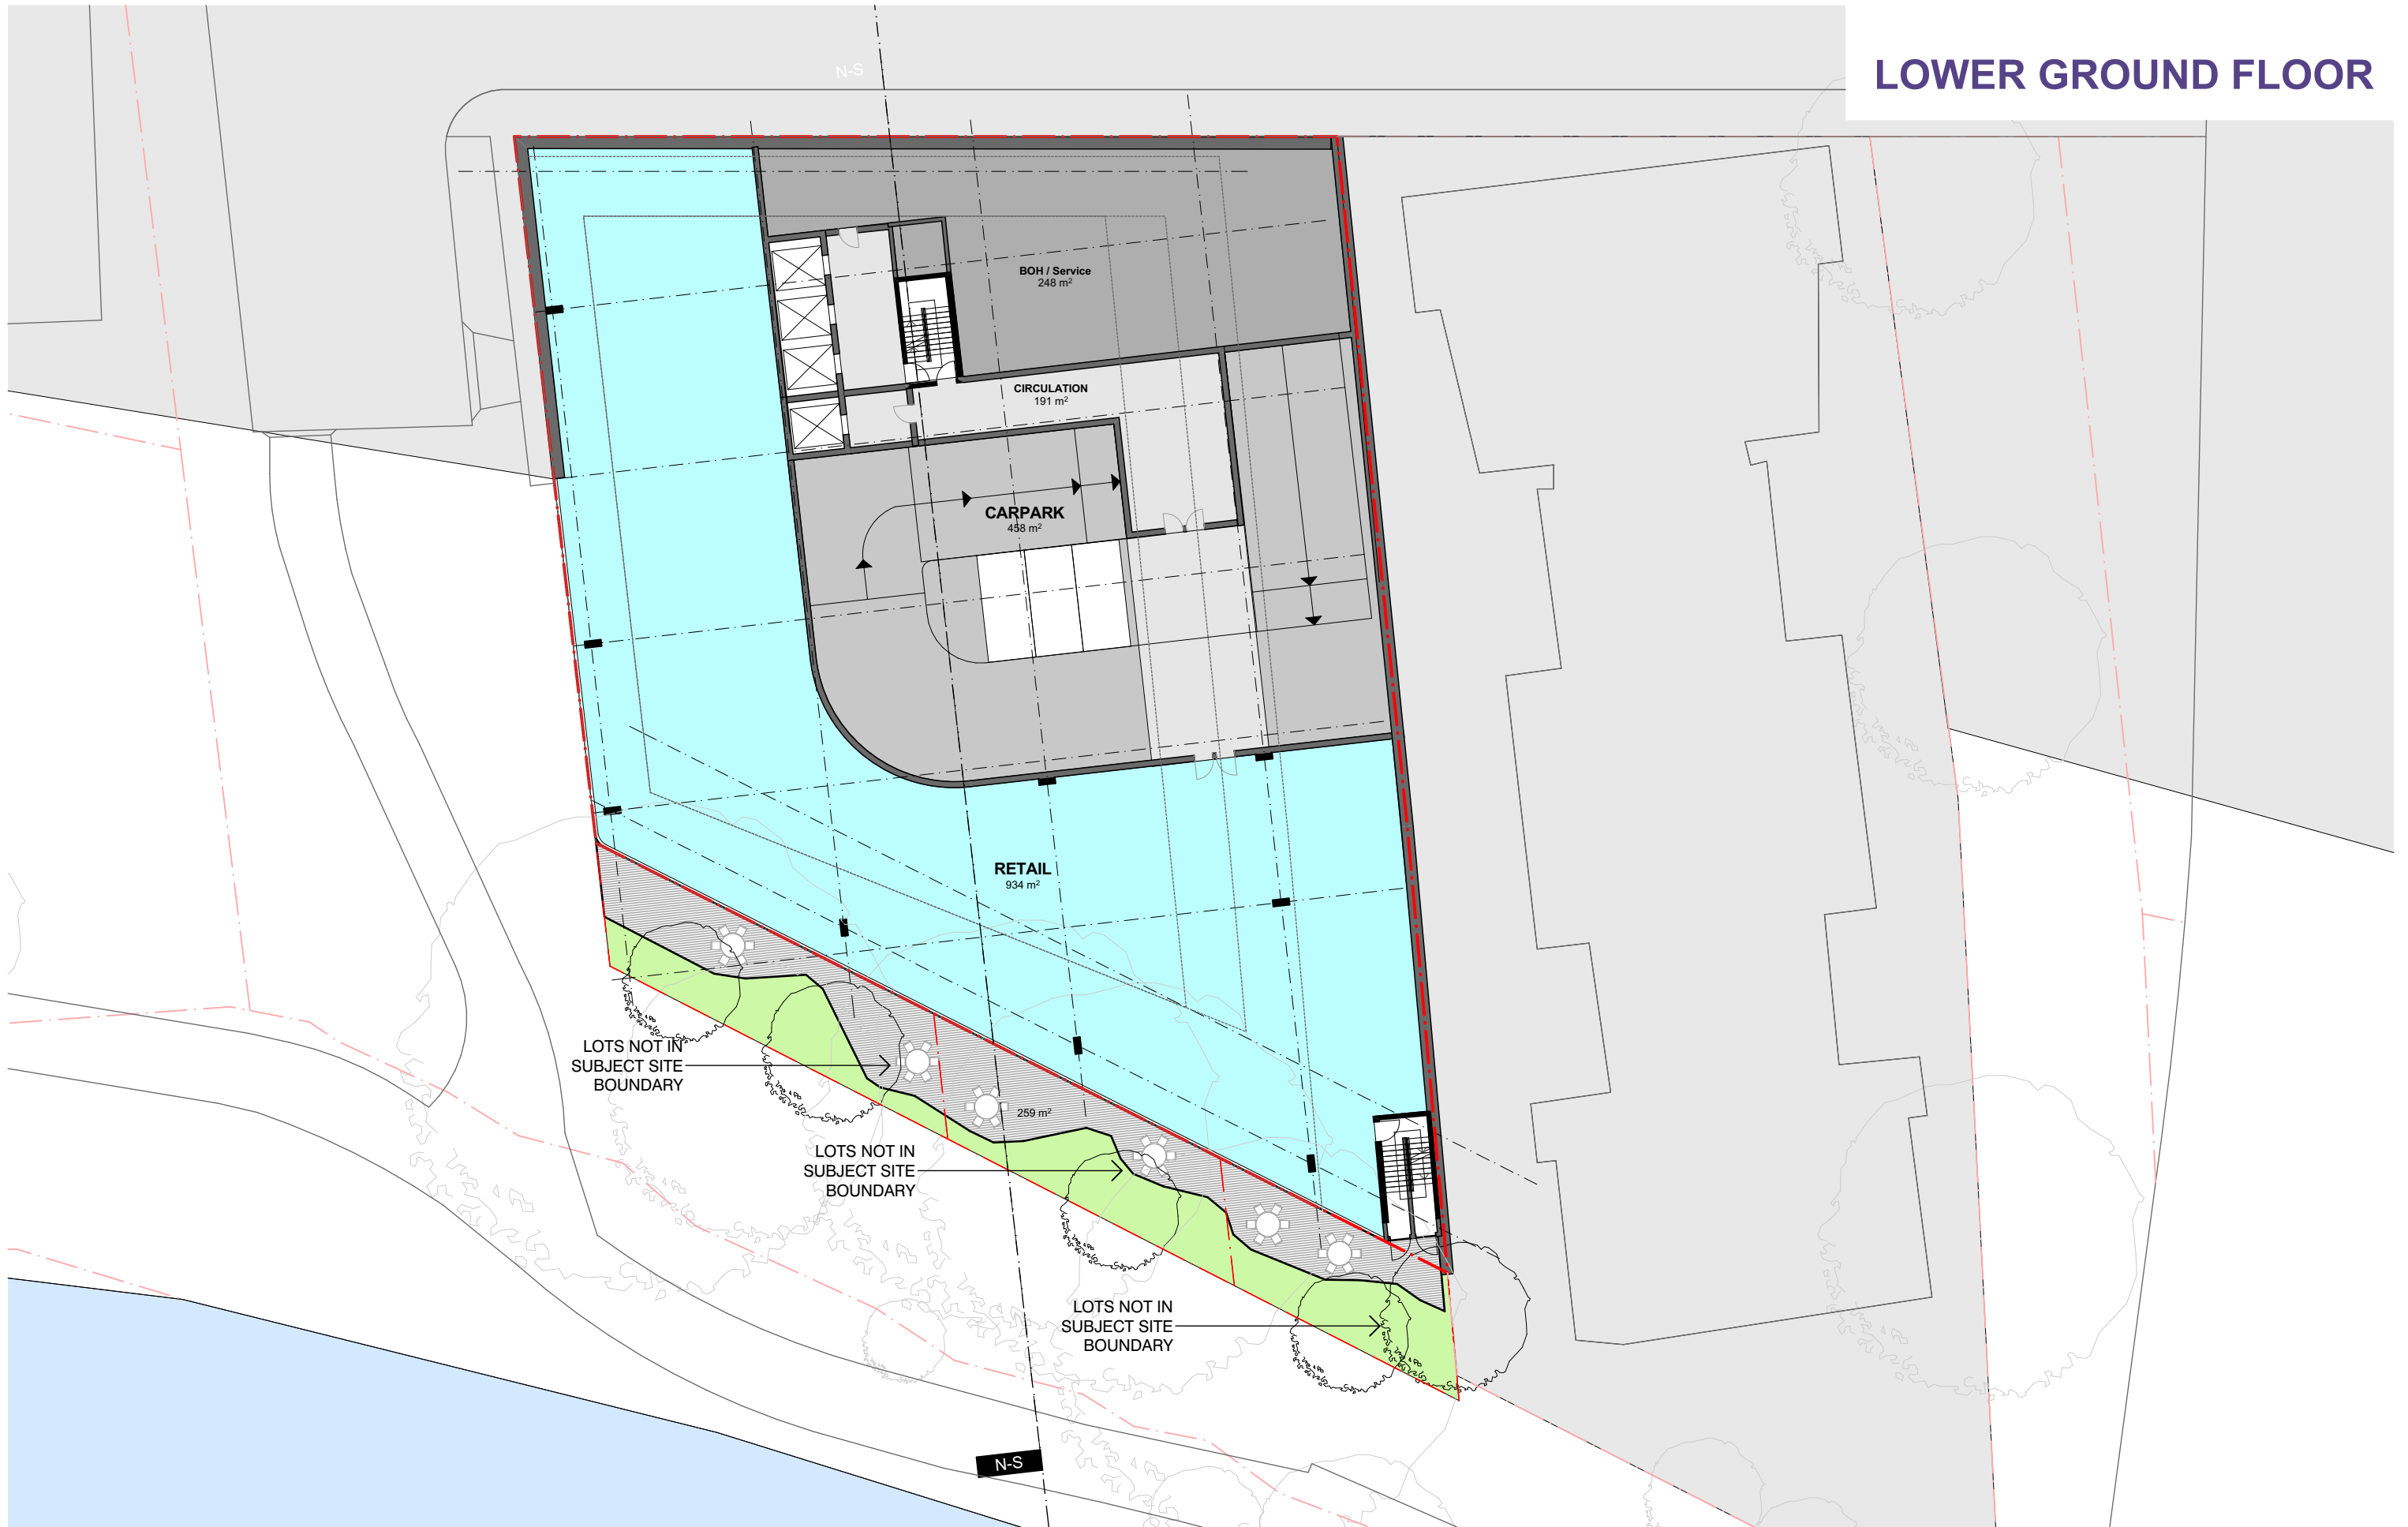 N-S
LOWER GROUND FLOOR
BOH / Service
248 m²
CIRCULATION
191 m²
CARPARK
458 m²
RETAIL
934 m²
LOTS NOT IN
SUBJECT SITE
BOUNDARY
259 m²
LOTS NOT IN
SUBJECT SITE
BOUNDARY
LOTS NOT IN
SUBJECT SITE
BOUNDARY
N-S